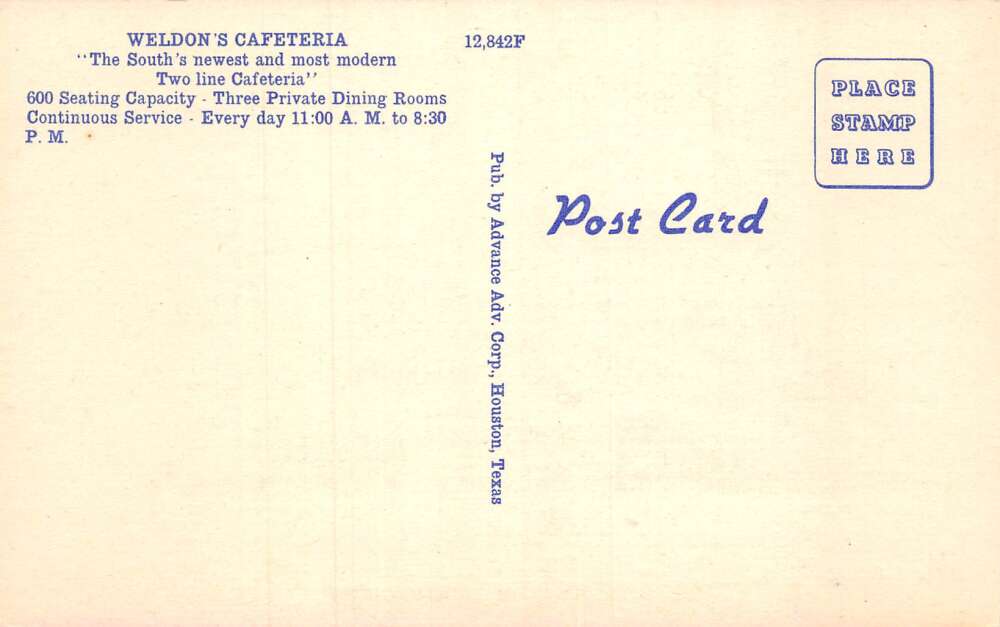 WELDON'S CAFETERIA
"The South's newest and most modern
Two line Cafeteria"
600 Seating Capacity - Three Private Dining Rooms
Continuous Service - Every day 11:00 A. M. to 8:30
P. M.
12,842F
Pub. by Advance Adv. Corp., Houston, Texas
Post Card
PLACE
STAMP
HERE